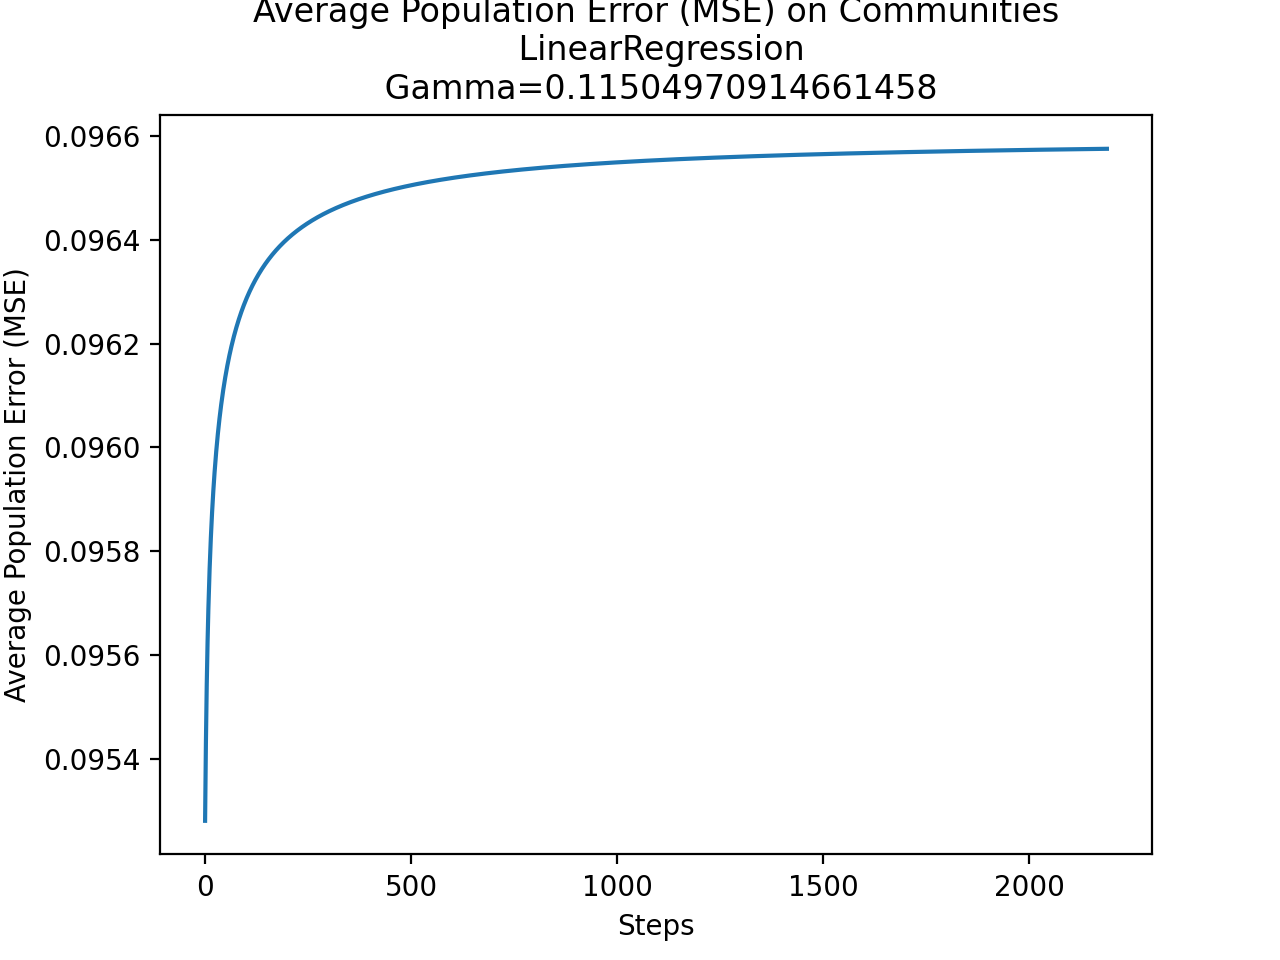 Average Population Error (MSE) on Communities
LinearRegression
Gamma=0.11504970914661458
0.0966
0.0964
0.0962
0.0960
0.0958
0.0956
0.0954
Average Population Error (MSE)
0 500 1000 1500 2000
Steps